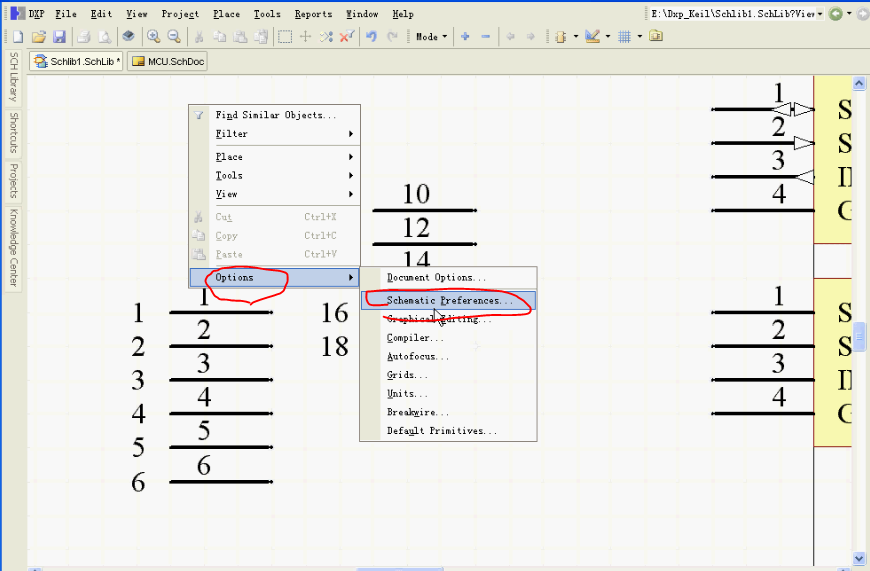 DXP File Edit View Project Place Tools Reports Window Help
E:\Dxp_Keil\Schlib1.SchLib?View
Mode
Schlib1.SchLib *
MCU.SchDoc
SCH Library
Shortcuts
Projects
Knowledge Center
Find Similar Objects...
Filter
Place
Tools
View
Cut Ctrl+X
Copy Ctrl+C
Paste Ctrl+V
Options
Document Options...
Schematic Preferences...
Graphical Editing...
Compiler...
Autofocus...
Grids...
Units...
Breakwire...
Default Primitives...
10
12
14
16
18
1 1
2 2
3 3
4 4
5 5
6 6
1 S
2 S
3
4 G
1 S
2 S
3
4 G